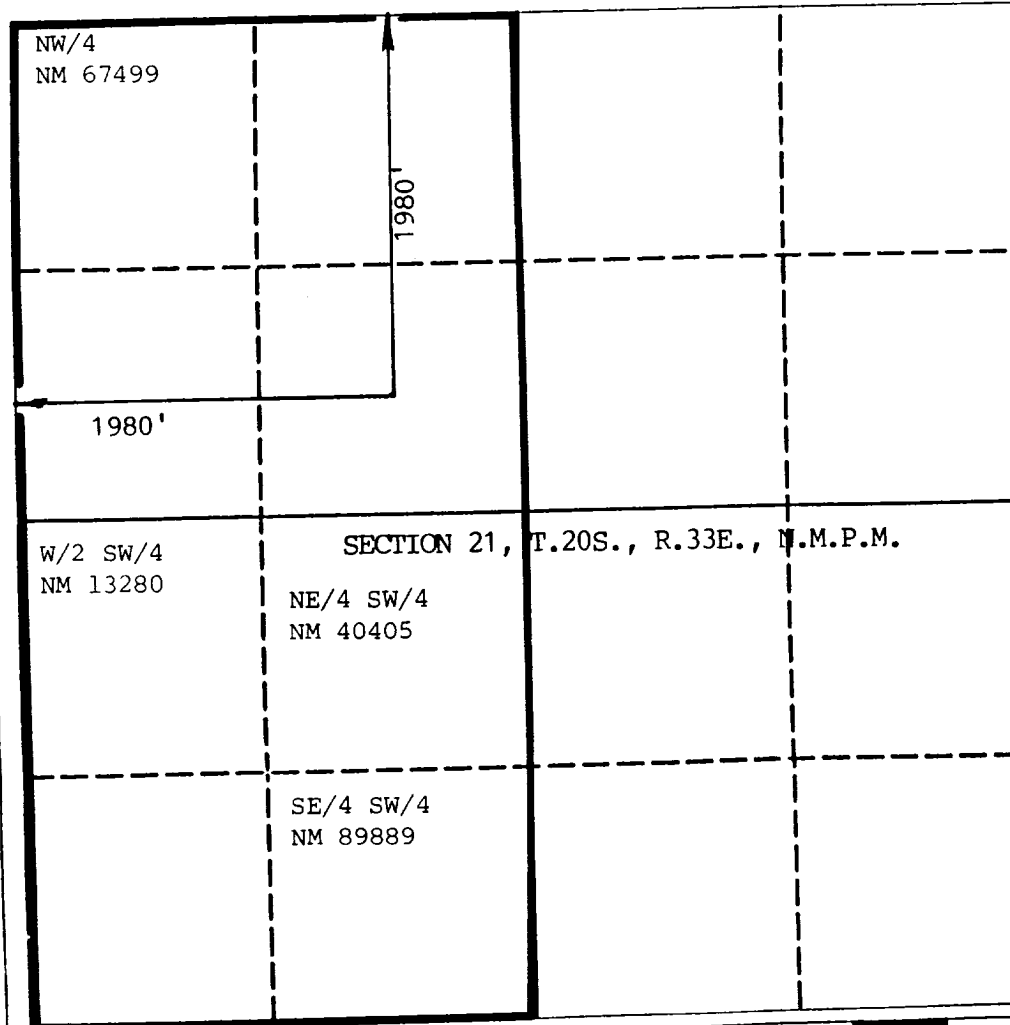 NW/4
NM 67499
1980'
1980'
SECTION 21, T.20S., R.33E., N.M.P.M.
W/2 SW/4
NM 13280
NE/4 SW/4
NM 40405
SE/4 SW/4
NM 89889